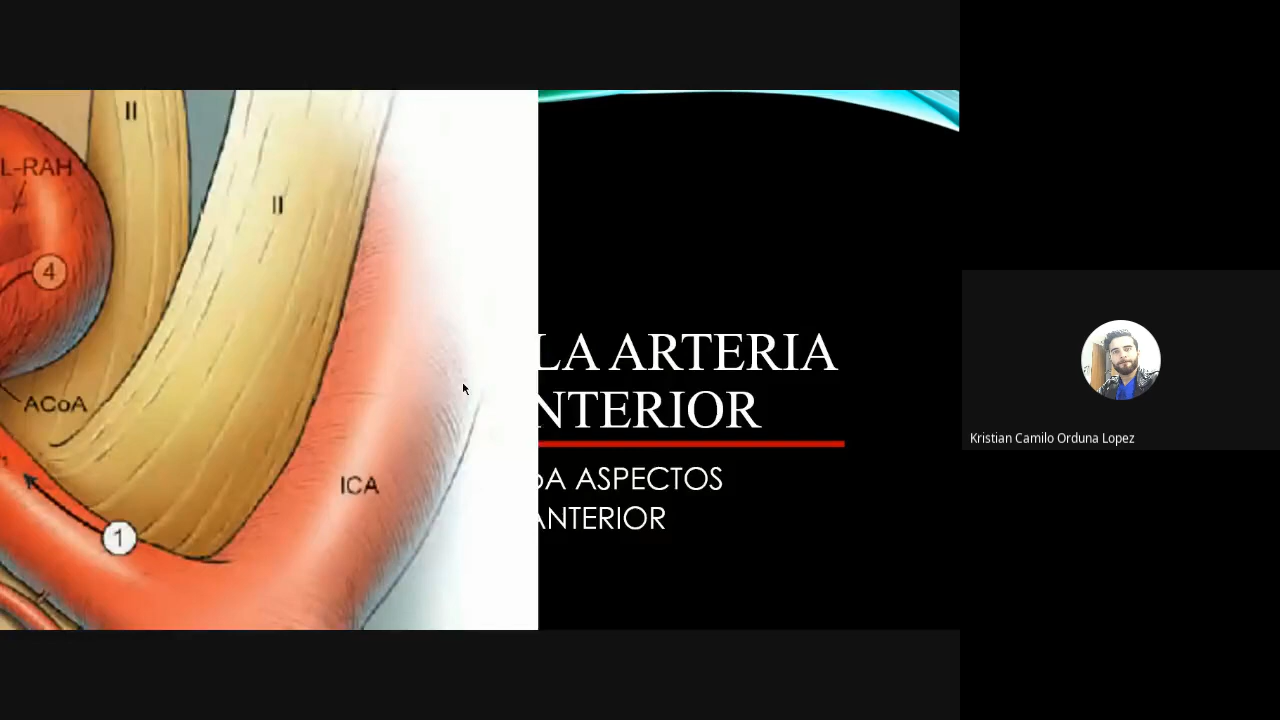 II
L-RAH
II
4
ACoA
1
ICA
LA ARTERIA
NTERIOR
A ASPECTOS
ANTERIOR
Kristian Camilo Orduna Lopez